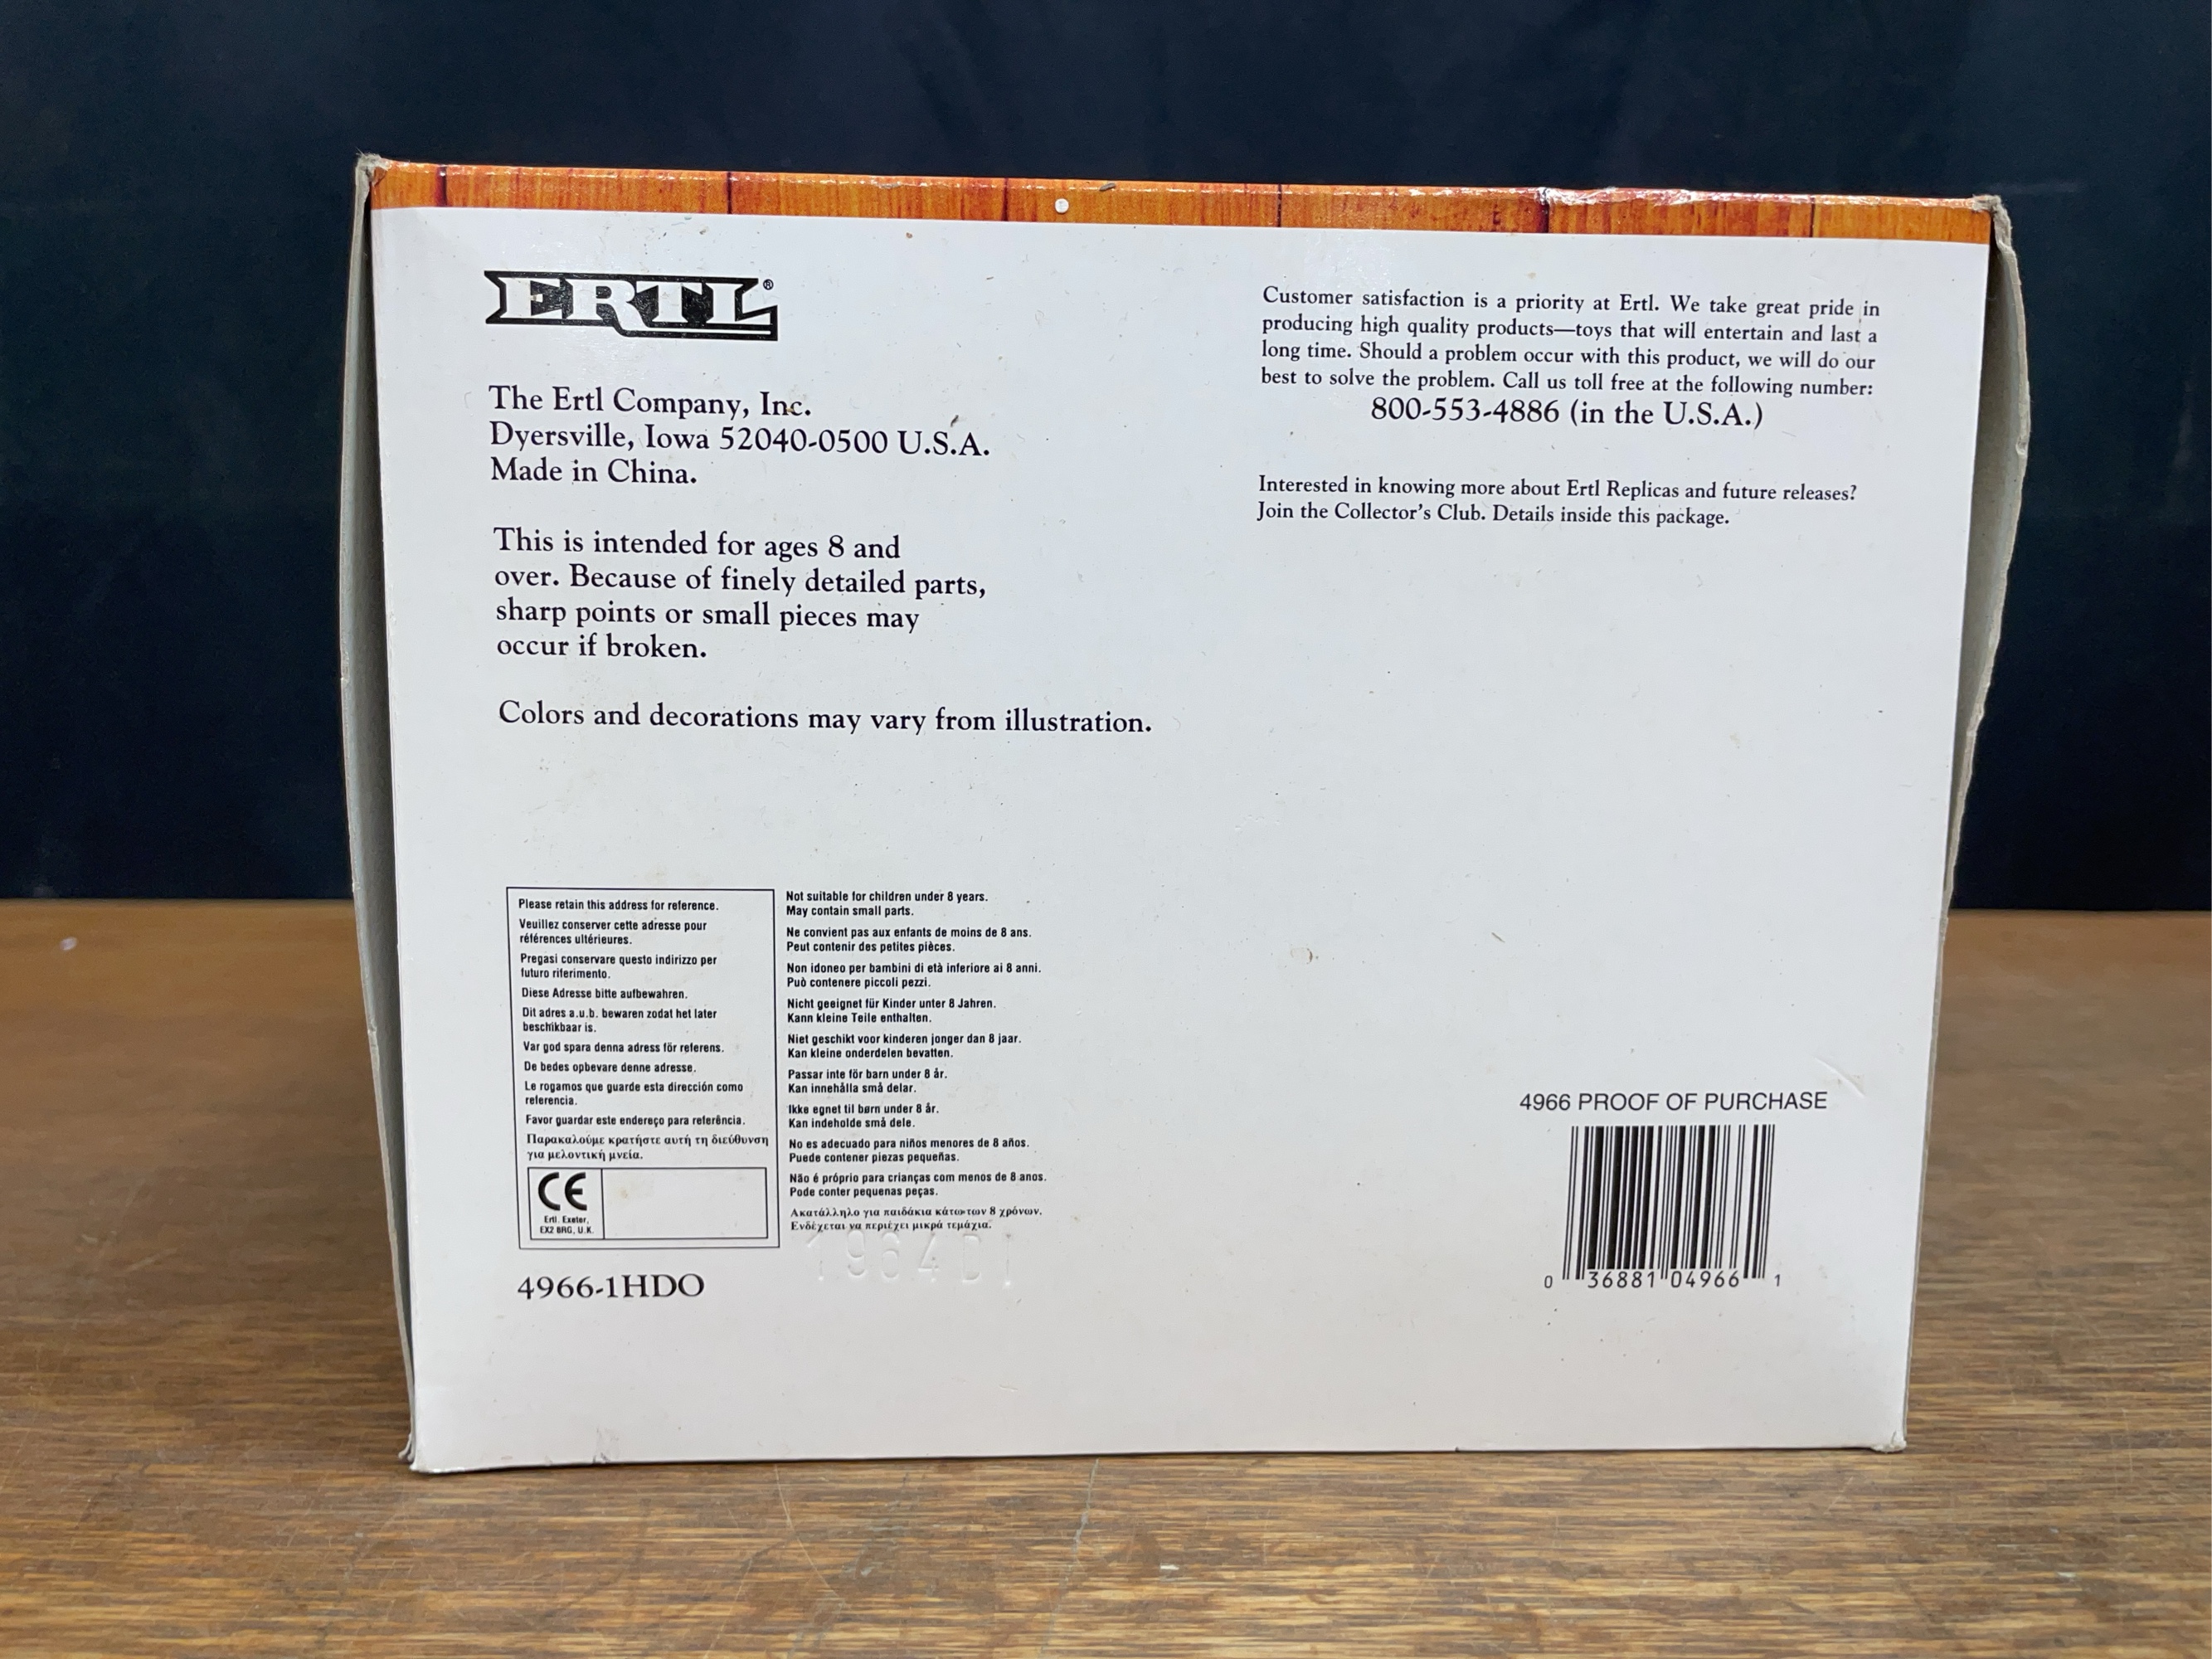 ERTL®
The Ertl Company, Inc.
Dyersville, Iowa 52040-0500 U.S.A.
Made in China.
This is intended for ages 8 and
over. Because of finely detailed parts,
sharp points or small pieces may
occur if broken.
Colors and decorations may vary from illustration.
Customer satisfaction is a priority at Ertl. We take great pride in
producing high quality products—toys that will entertain and last a
long time. Should a problem occur with this product, we will do our
best to solve the problem. Call us toll free at the following number:
800-553-4886 (in the U.S.A.)
Interested in knowing more about Ertl Replicas and future releases?
Join the Collector's Club. Details inside this package.
Please retain this address for reference.
Veuillez conserver cette adresse pour
références ultérieures.
Pregasi conservare questo indirizzo per
futuro riferimento.
Diese Adresse bitte aufbewahren.
Dit adres a.u.b. bewaren zodat het later
beschikbaar is.
Var god spara denna adress för referens.
De bedes opbevare denne adresse.
Le rogamos que guarde esta dirección como
referencia.
Favor guardar este endereço para referência.
Παρακαλούμε κρατήστε αυτή τη διεύθυνση
για μελοντική μνεία.
CE
Ertl. Exeter,
EX2 8RG, U.K.
Not suitable for children under 8 years.
May contain small parts.
Ne convient pas aux enfants de moins de 8 ans.
Peut contenir des petites pièces.
Non idoneo per bambini di età inferiore ai 8 anni.
Può contenere piccoli pezzi.
Nicht geeignet für Kinder unter 8 Jahren.
Kann kleine Teile enthalten.
Niet geschikt voor kinderen jonger dan 8 jaar.
Kan kleine onderdelen bevatten.
Passar inte för barn under 8 år.
Kan innehålla små delar.
Ikke egnet til børn under 8 år.
Kan indeholde små dele.
No es adecuado para niños menores de 8 años.
Puede contener piezas pequeñas.
Não é próprio para crianças com menos de 8 anos.
Pode conter pequenas peças.
Ακατάλληλο για παιδάκια κάτω των 8 χρόνων.
Ενδέχεται να περιέχει μικρά τεμάχια.
4966-1HDO
4966 PROOF OF PURCHASE
0 36881 04966 1